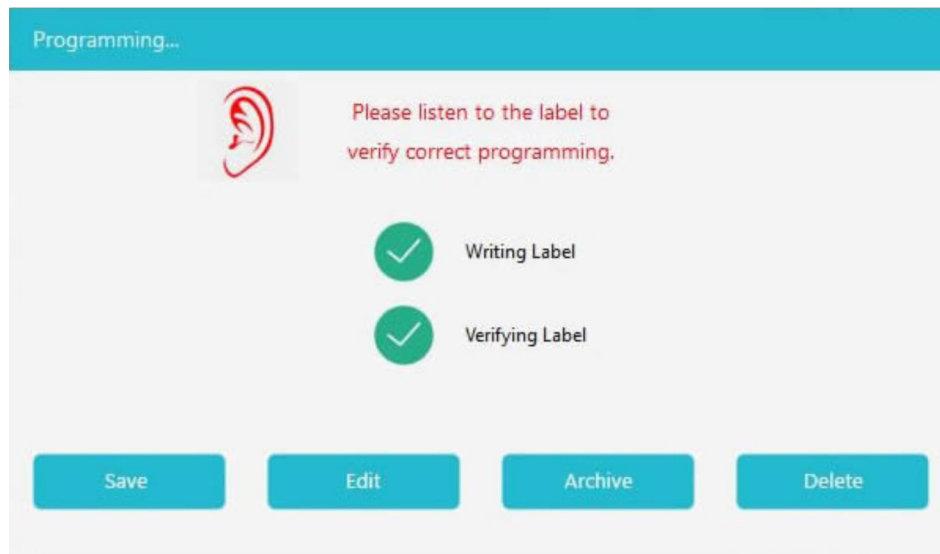 Programming...
Please listen to the label to
verify correct programming.
Writing Label
Verifying Label
Save Edit Archive Delete